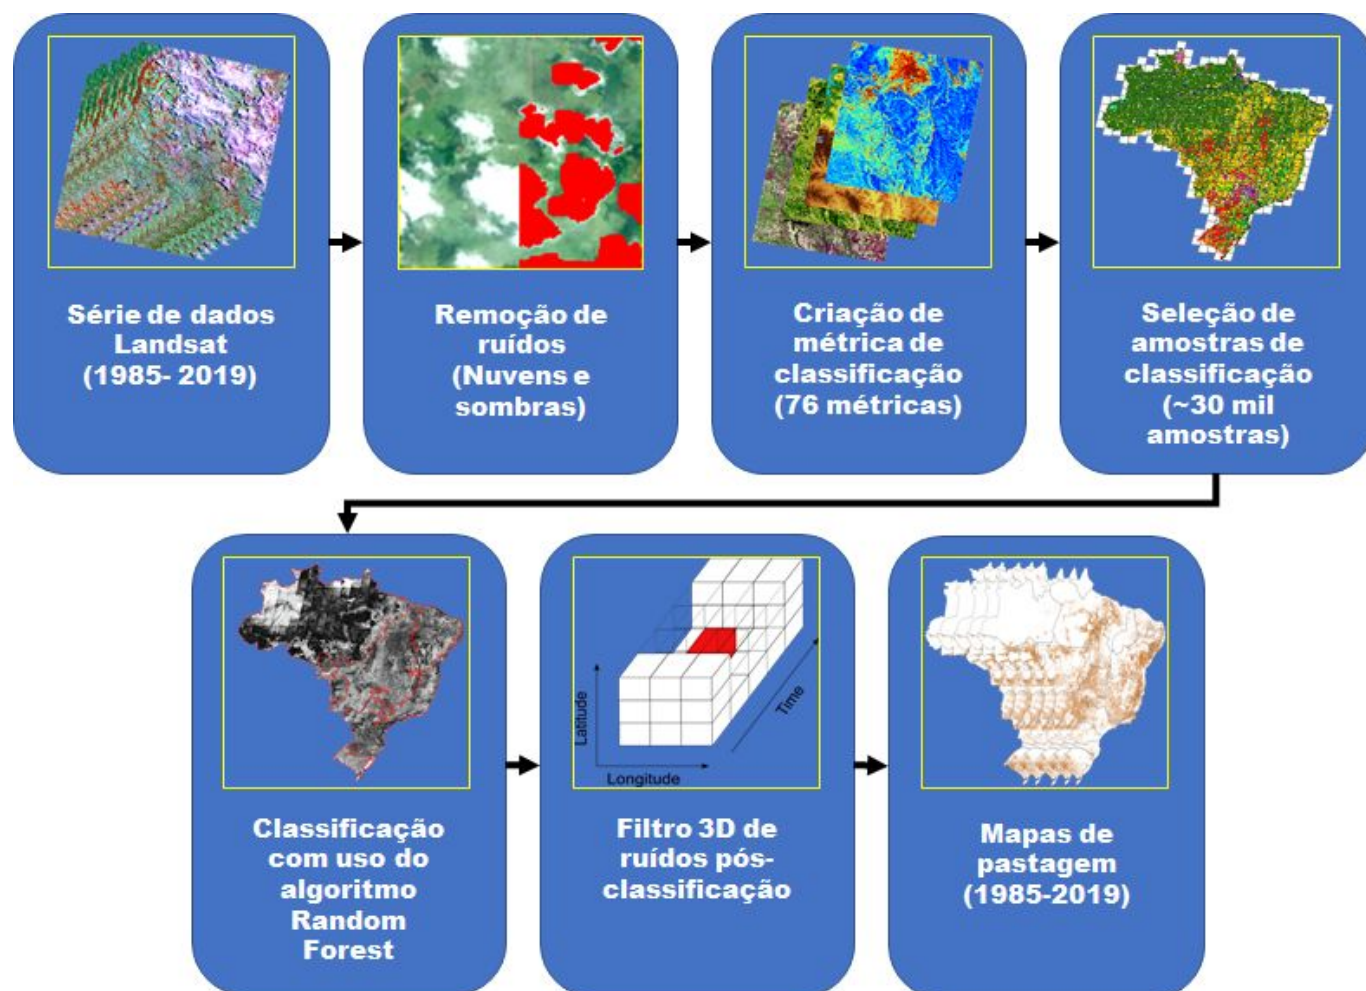 Série de dados
Landsat
(1985- 2019)
Remoção de
ruídos
(Nuvens e
sombras)
Criação de
métrica de
classificação
(76 métricas)
Seleção de
amostras de
classificação
(~30 mil
amostras)
Classificação
com uso do
algoritmo
Random
Forest
Latitude
Longitude
Time
Filtro 3D de
ruídos pós-
classificação
Mapas de
pastagem
(1985-2019)